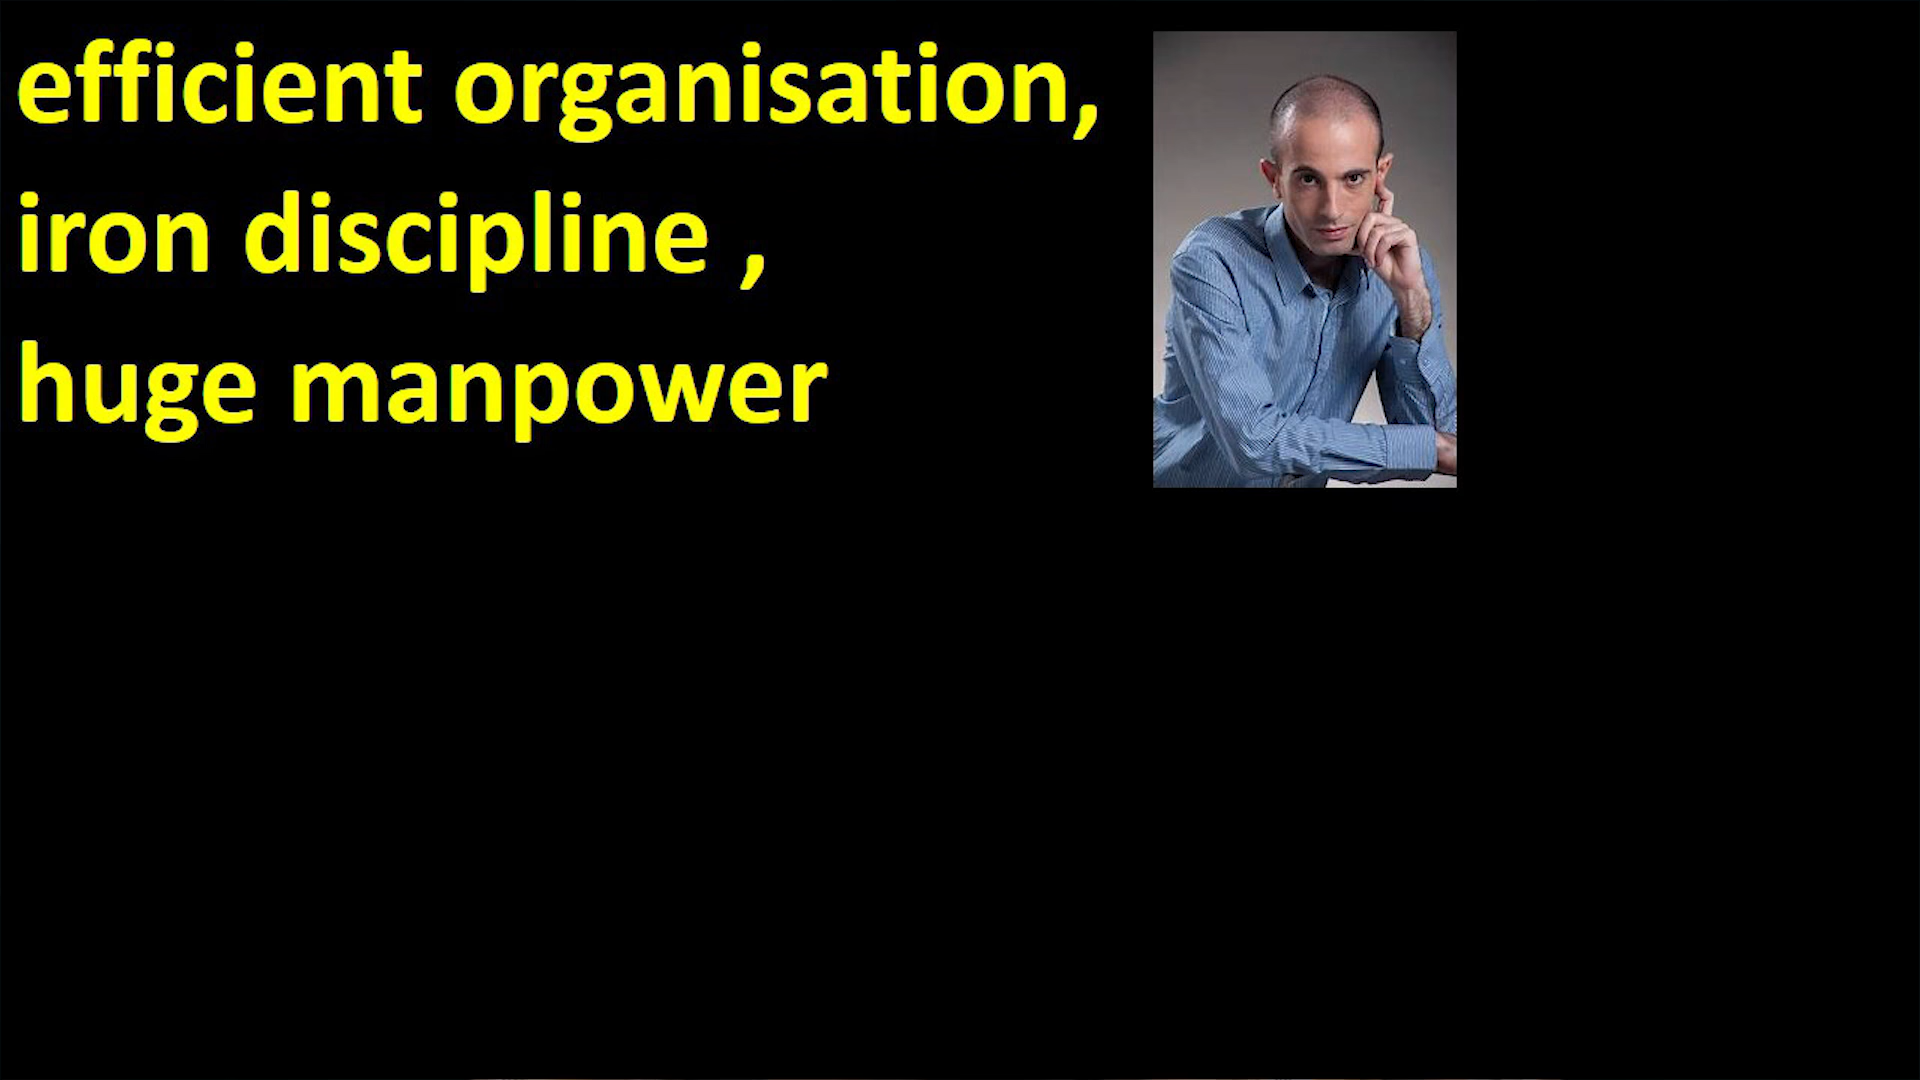 efficient organisation,
iron discipline ,
huge manpower